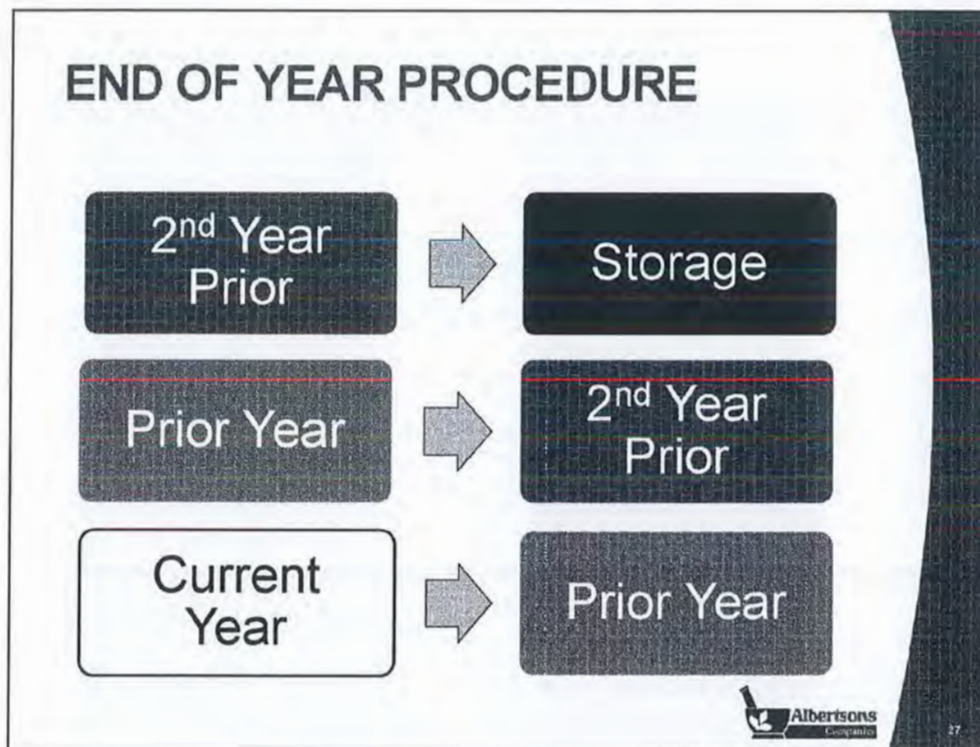 END OF YEAR PROCEDURE
2nd Year
Prior
Storage
Prior Year
2nd Year
Prior
Current
Year
Prior Year
Albertsons
Companies
27